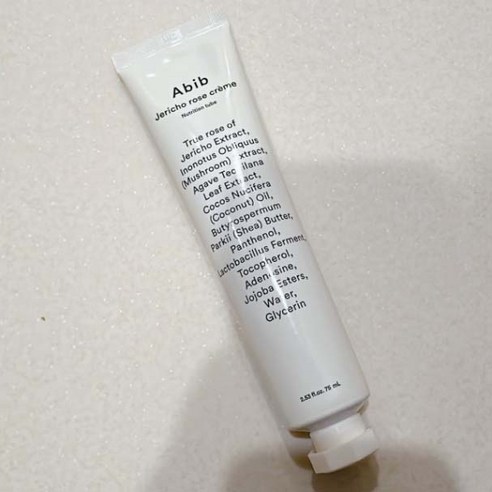 Abib
Jericho rose crème
Nutrition tube
True rose of
Jericho Extract,
Inonotus Obliquus
(Mushroom) Extract,
Agave Tequilana
Leaf Extract,
Cocos Nucifera
(Coconut) Oil,
Butyrospermum
Parkii (Shea) Butter,
Panthenol,
Lactobacillus Ferment,
Tocopherol,
Adenosine,
Jojoba Esters,
Water,
Glycerin
2.53 fl.oz. 75 mL